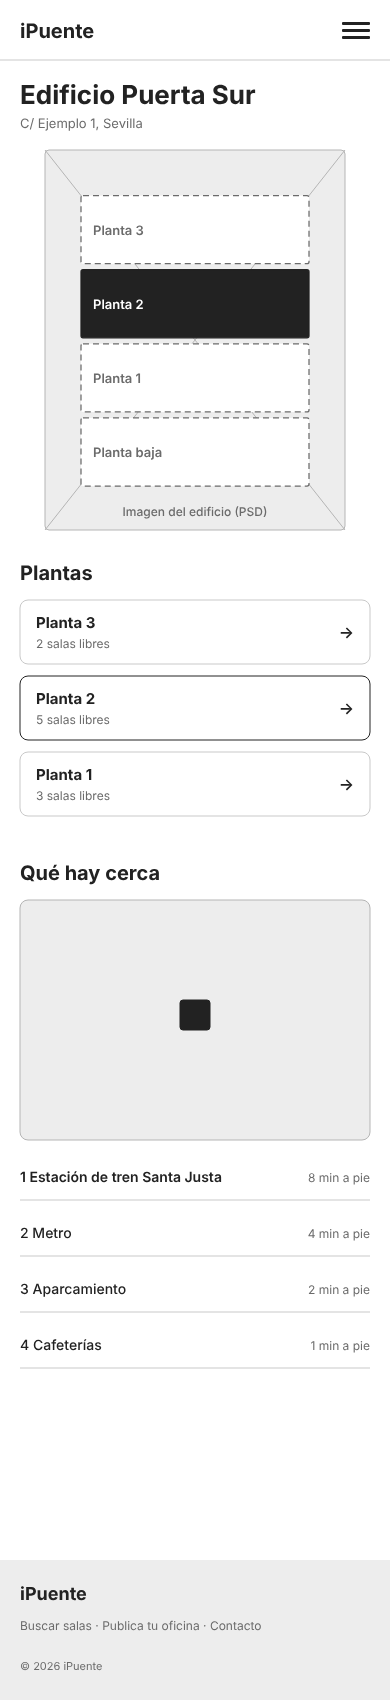 iPuente
Edificio Puerta Sur
C/ Ejemplo 1, Sevilla
Planta 3
Planta 2
Planta 1
Planta baja
Imagen del edificio (PSD)
Plantas
Planta 3
2 salas libres
→
Planta 2
5 salas libres
→
Planta 1
3 salas libres
→
Qué hay cerca
1 Estación de tren Santa Justa 8 min a pie
2 Metro 4 min a pie
3 Aparcamiento 2 min a pie
4 Cafeterías 1 min a pie
iPuente
Buscar salas · Publica tu oficina · Contacto
© 2026 iPuente